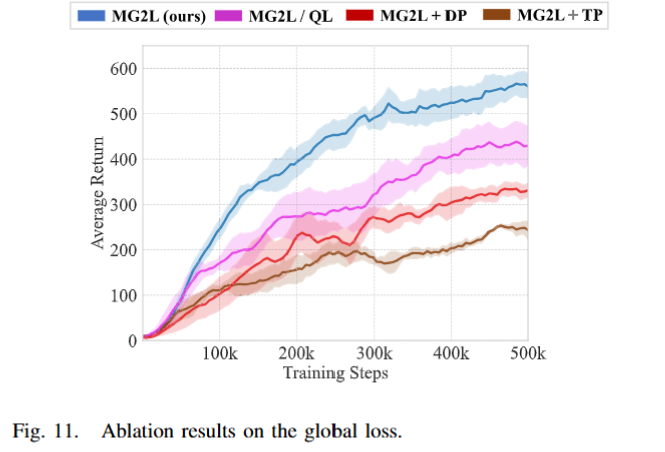 MG2L (ours) MG2L / QL MG2L + DP MG2L + TP
600
500
400
300
200
100
0
Average Return
100k 200k 300k 400k 500k
Training Steps
Fig. 11. Ablation results on the global loss.